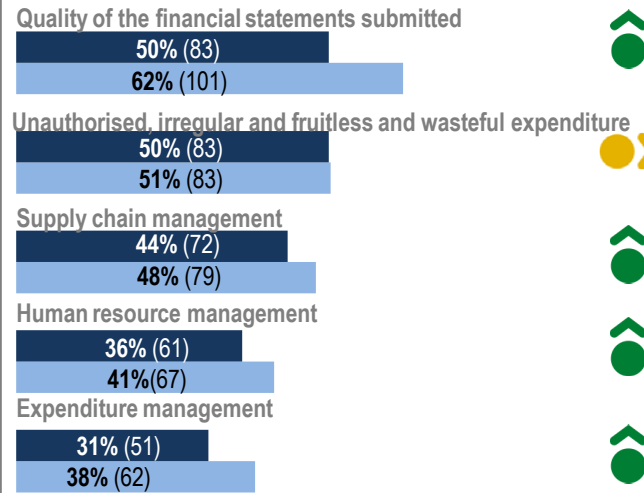 Quality of the financial statements submitted
50% (83)
62% (101)
Unauthorised, irregular and fruitless and wasteful expenditure
50% (83)
51% (83)
Supply chain management
44% (72)
48% (79)
Human resource management
36% (61)
41%(67)
Expenditure management
31% (51)
38% (62)